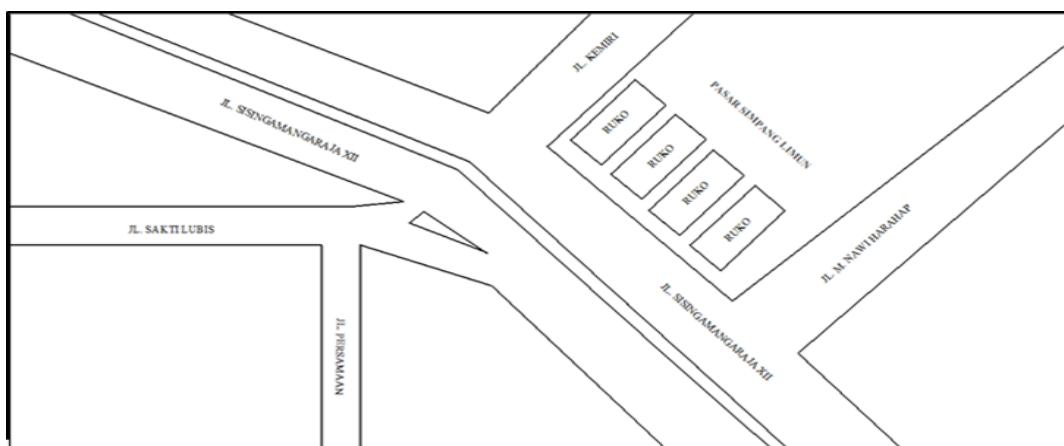 JL. KEMIRI
PASAR SIMPANG LIMUN
RUKO
RUKO
RUKO
RUKO
JL. SISINGAMANGARAJA XII
JL. SAKTI LUBIS
JL. M. NAWI HARAHAP
JL. SISINGAMANGARAJA XII
JL. PERSAMAAN